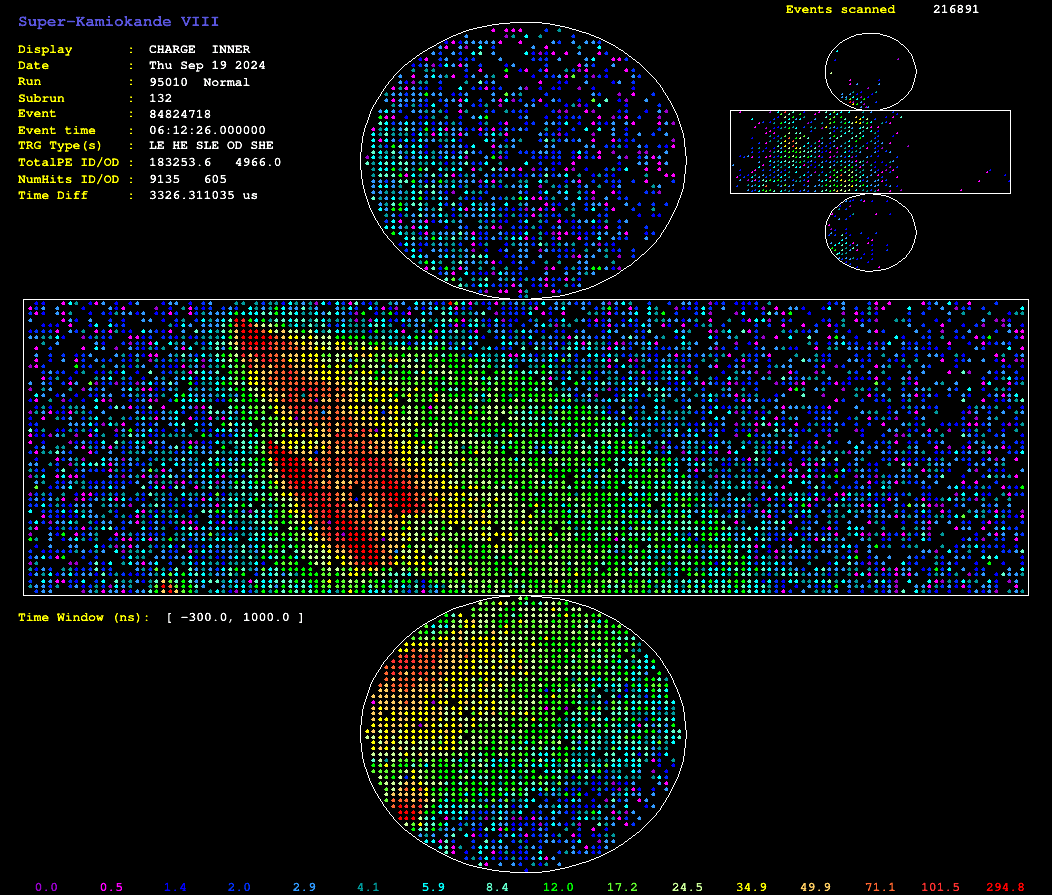 Super-Kamiokande VIII
Events scanned 216891
Display : CHARGE INNER
Date : Thu Sep 19 2024
Run : 95010 Normal
Subrun : 132
Event : 84824718
Event time : 06:12:26.000000
TRG Type(s) : LE HE SLE OD SHE
TotalPE ID/OD : 183253.6 4966.0
NumHits ID/OD : 9135 605
Time Diff : 3326.311035 us
Time Window (ns): [ -300.0, 1000.0 ]
0.0 0.5 1.4 2.0 2.9 4.1 5.9 8.4 12.0 17.2 24.5 34.9 49.9 71.1 101.5 294.8